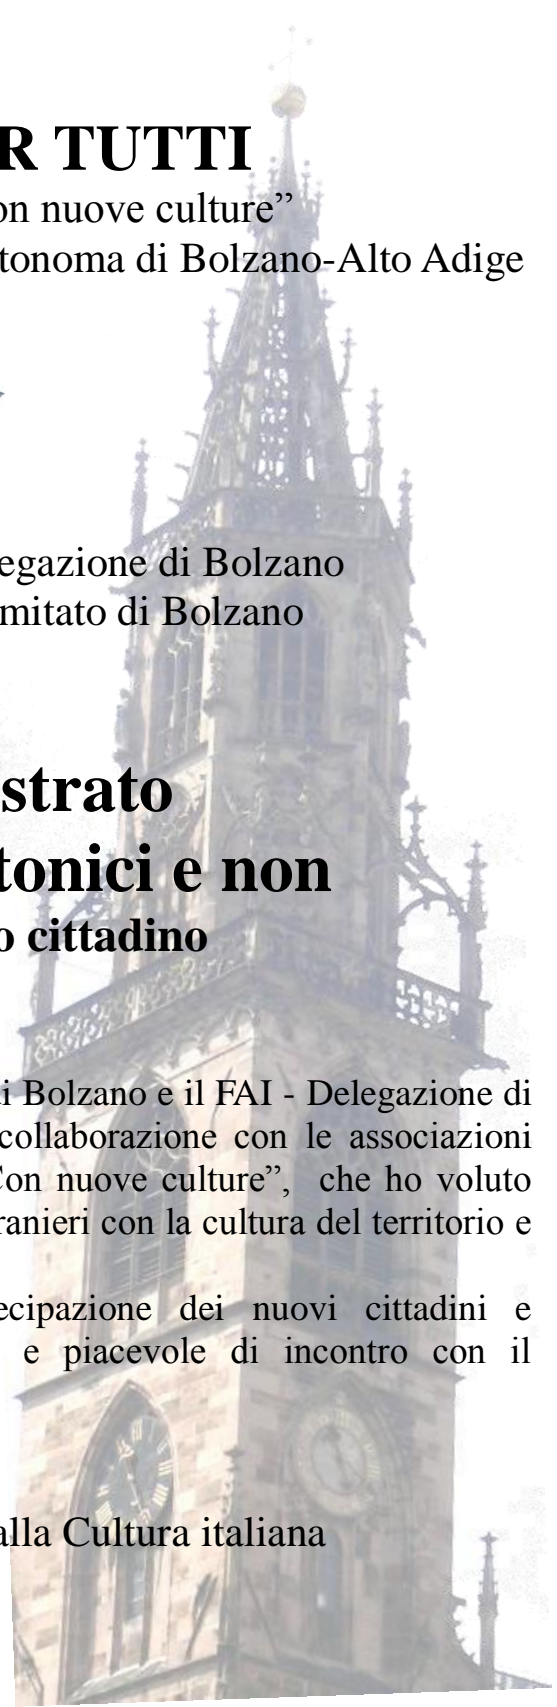 R TUTTI
on nuove culture”
tonoma di Bolzano-Alto Adige
egazione di Bolzano
mitato di Bolzano
strato
tonici e non
o cittadino
i Bolzano e il FAI - Delegazione di
collaborazione con le associazioni
Con nuove culture”, che ho voluto
ranieri con la cultura del territorio e
ecipazione dei nuovi cittadini e
e piacevole di incontro con il
alla Cultura italiana